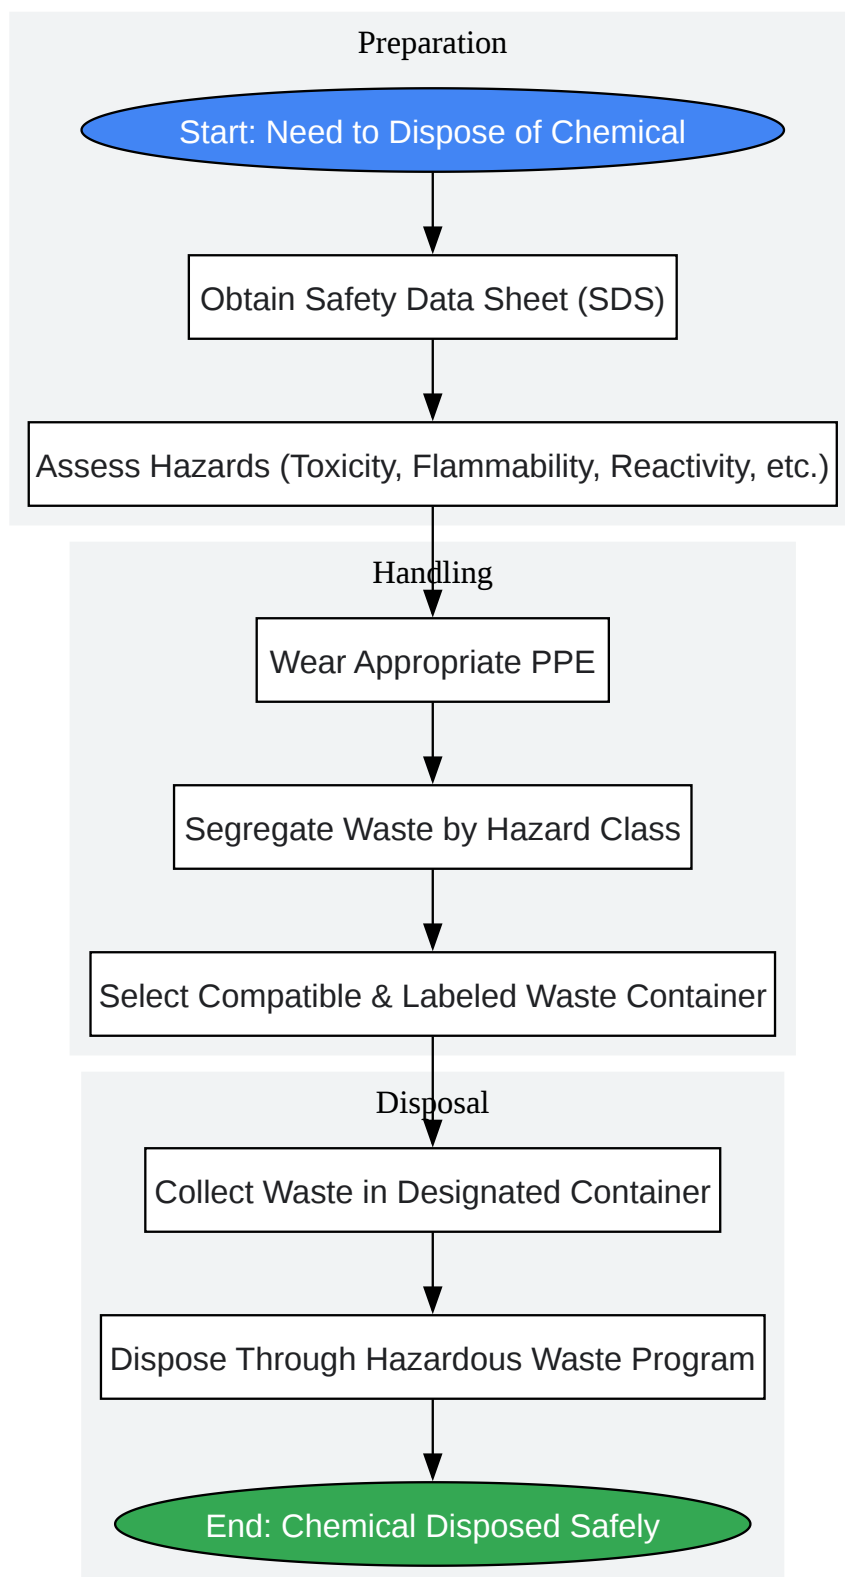 Preparation
Start: Need to Dispose of Chemical
Obtain Safety Data Sheet (SDS)
Assess Hazards (Toxicity, Flammability, Reactivity, etc.)
Handling
Wear Appropriate PPE
Segregate Waste by Hazard Class
Select Compatible & Labeled Waste Container
Disposal
Collect Waste in Designated Container
Dispose Through Hazardous Waste Program
End: Chemical Disposed Safely